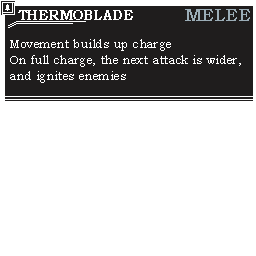 THERMOBLADE MELEE
Movement builds up charge
On full charge, the next attack is wider,
and ignites enemies